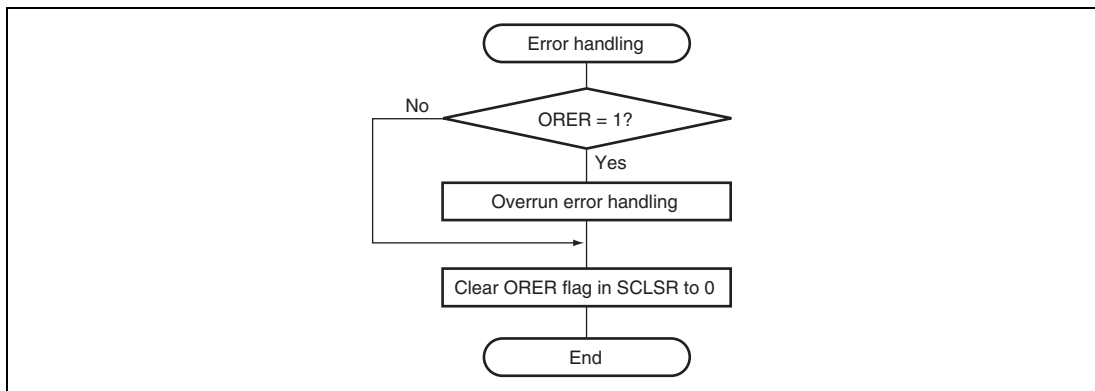 Error handling
No
ORER = 1?
Yes
Overrun error handling
Clear ORER flag in SCLSR to 0
End